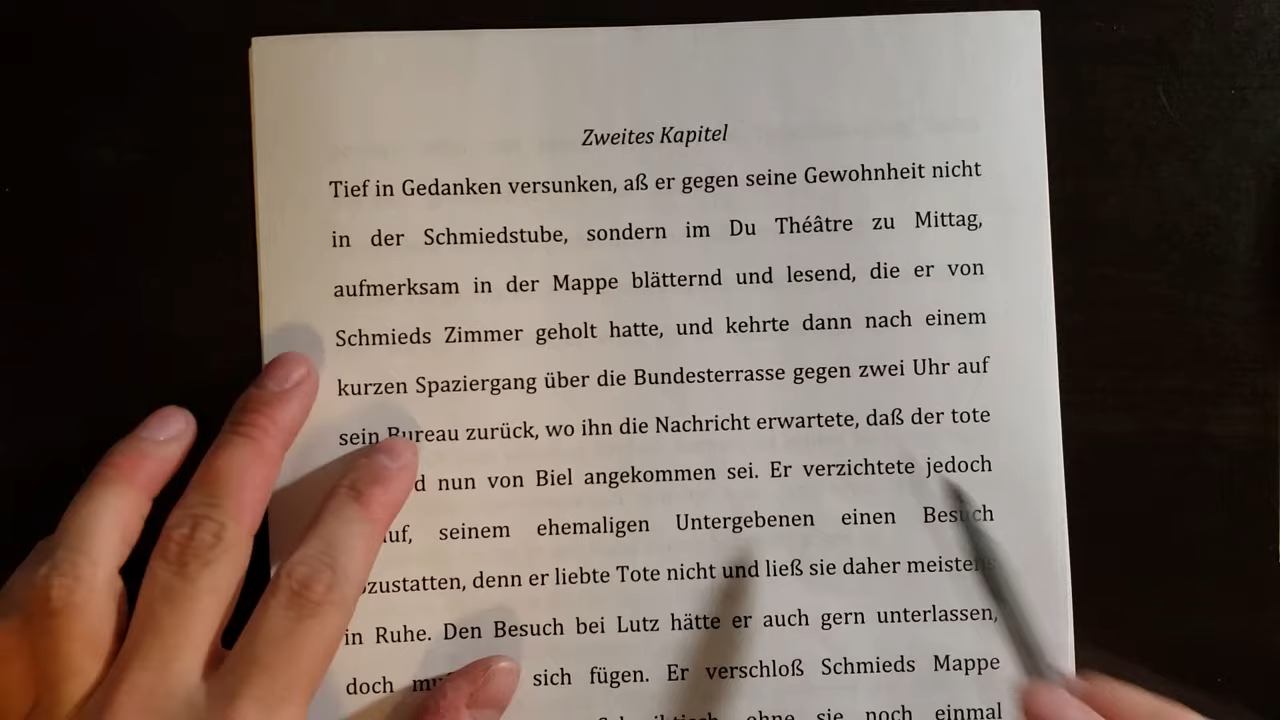 Zweites Kapitel
Tief in Gedanken versunken, aß er gegen seine Gewohnheit nicht
in der Schmiedstube, sondern im Du Théâtre zu Mittag,
aufmerksam in der Mappe blätternd und lesend, die er von
Schmieds Zimmer geholt hatte, und kehrte dann nach einem
kurzen Spaziergang über die Bundesterrasse gegen zwei Uhr auf
sein Bureau zurück, wo ihn die Nachricht erwartete, daß der tote
nun von Biel angekommen sei. Er verzichtete jedoch
seinem ehemaligen Untergebenen einen Besuch
denn er liebte Tote nicht und ließ sie daher meistens
in Ruhe. Den Besuch bei Lutz hätte er auch gern unterlassen,
doch sich fügen. Er verschloß Schmieds Mappe
ohne sie noch einmal